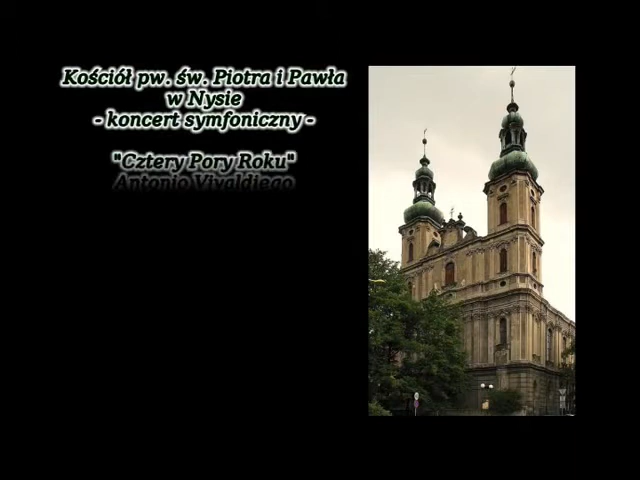 Kościół pw. św. Piotra i Pawła
w Nysie
- koncert symfoniczny -
"Cztery Pory Roku"
Antonio Vivaldiego